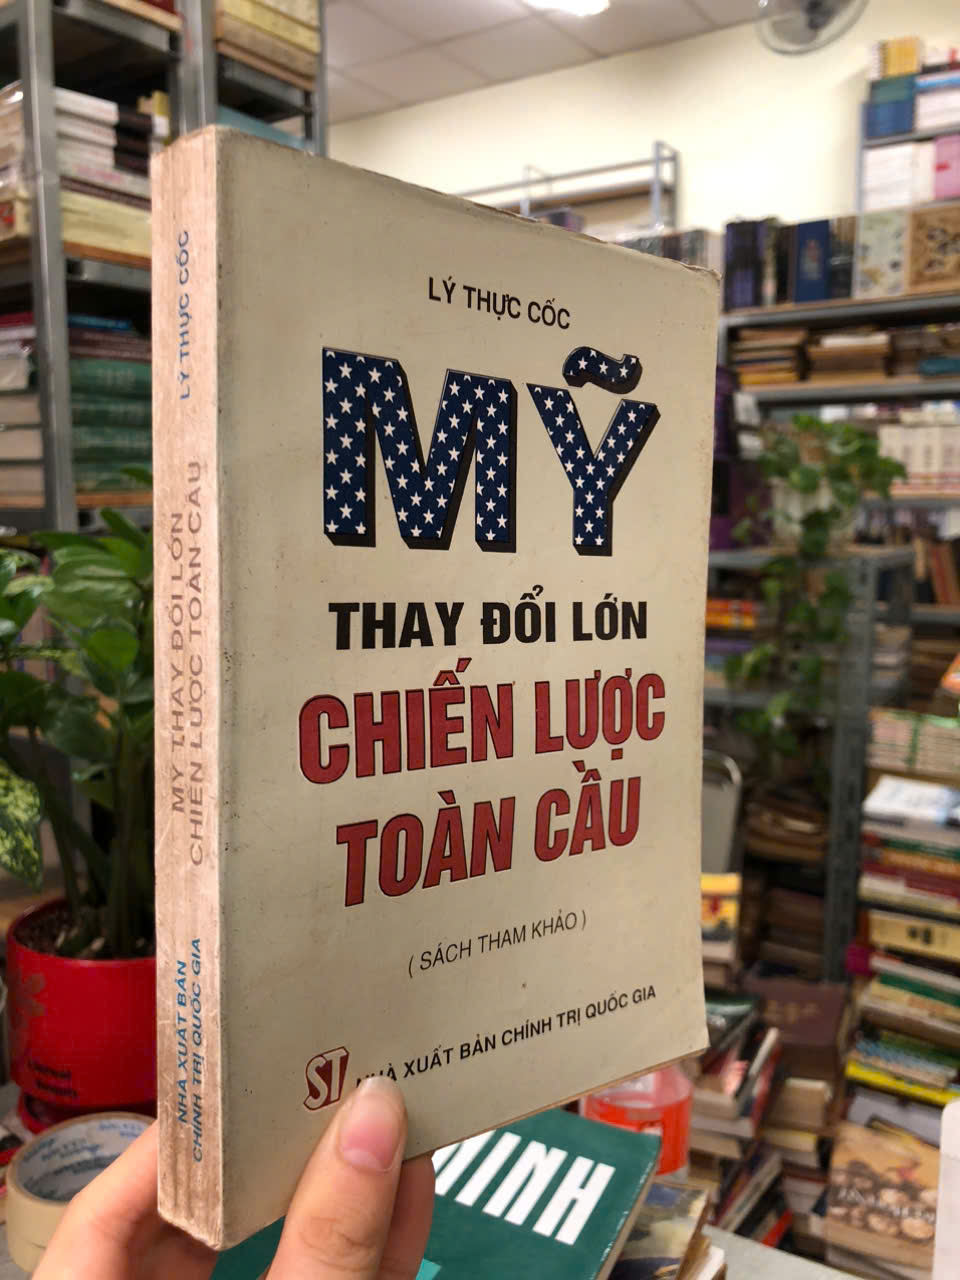 LÝ THỰC CỐC
MỸ
THAY ĐỔI LỚN
CHIẾN LƯỢC
TOÀN CẦU
( SÁCH THAM KHẢO )
ST
NHÀ XUẤT BẢN CHÍNH TRỊ QUỐC GIA
LÝ THỰC CỐC
MỸ THAY ĐỔI LỚN
CHIẾN LƯỢC TOÀN CẦU
NHÀ XUẤT BẢN
CHÍNH TRỊ QUỐC GIA
MINH